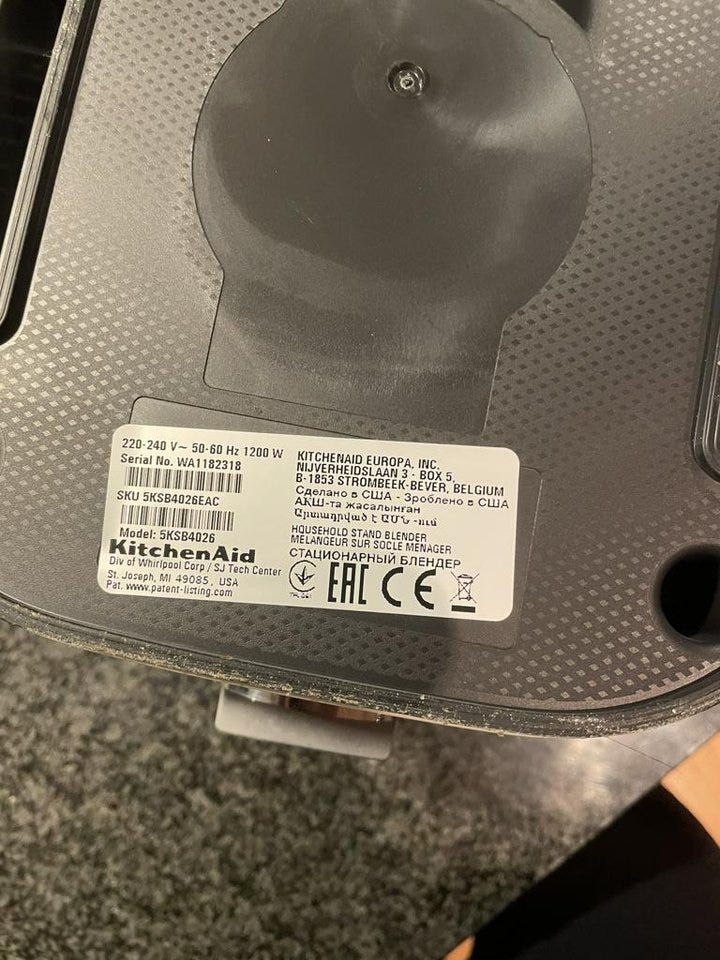 220-240 V~ 50-60 Hz 1200 W
Serial No. WA1182318
SKU 5KSB4026EAC
Model: 5KSB4026
KitchenAid
Div of Whirlpool Corp / SJ Tech Center
St. Joseph, MI 49085, USA
Pat. www.patent-listing.com
KITCHENAID EUROPA, INC.
NIJVERHEIDSLAAN 3 - BOX 5,
B-1853 STROMBEEK-BEVER, BELGIUM
Сделано в США - Зроблено в США
АҚШ-та жасалынған
Արտադրված է ԱՄՆ -ում
HOUSEHOLD STAND BLENDER
MELANGEUR SUR SOCLE MENAGER
СТАЦИОНАРНЫЙ БЛЕНДЕР
EAC CE